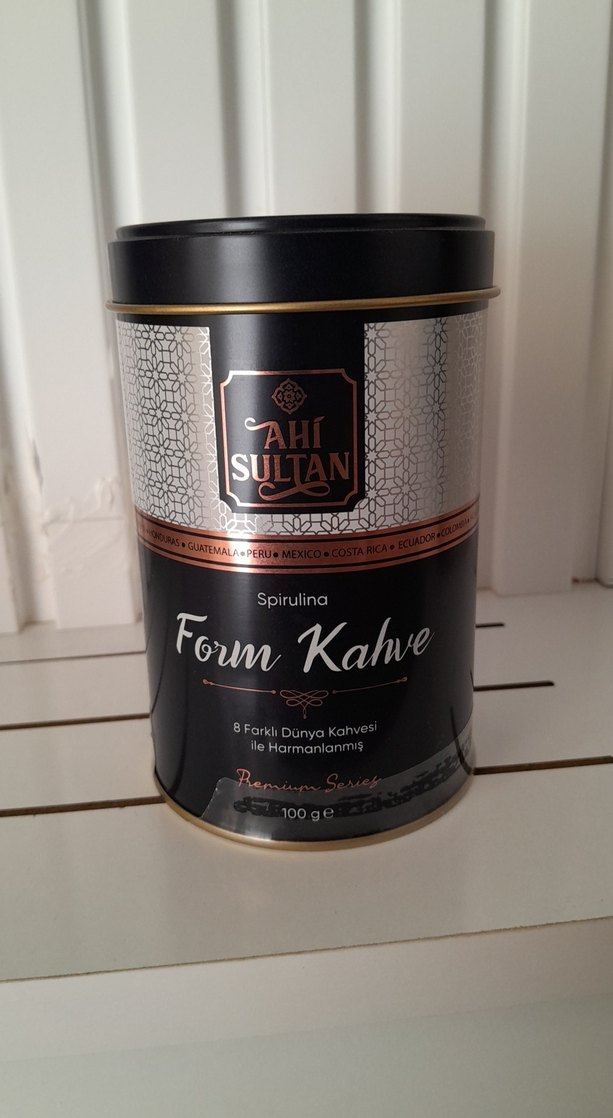 AHİ
SULTAN
HONDURAS • GUATEMALA • PERU • MEXICO • COSTA RICA • ECUADOR • COLOMBIA •
Spirulina
Form Kahve
8 Farklı Dünya Kahvesi
ile Harmanlanmış
Premium Series
100 g e